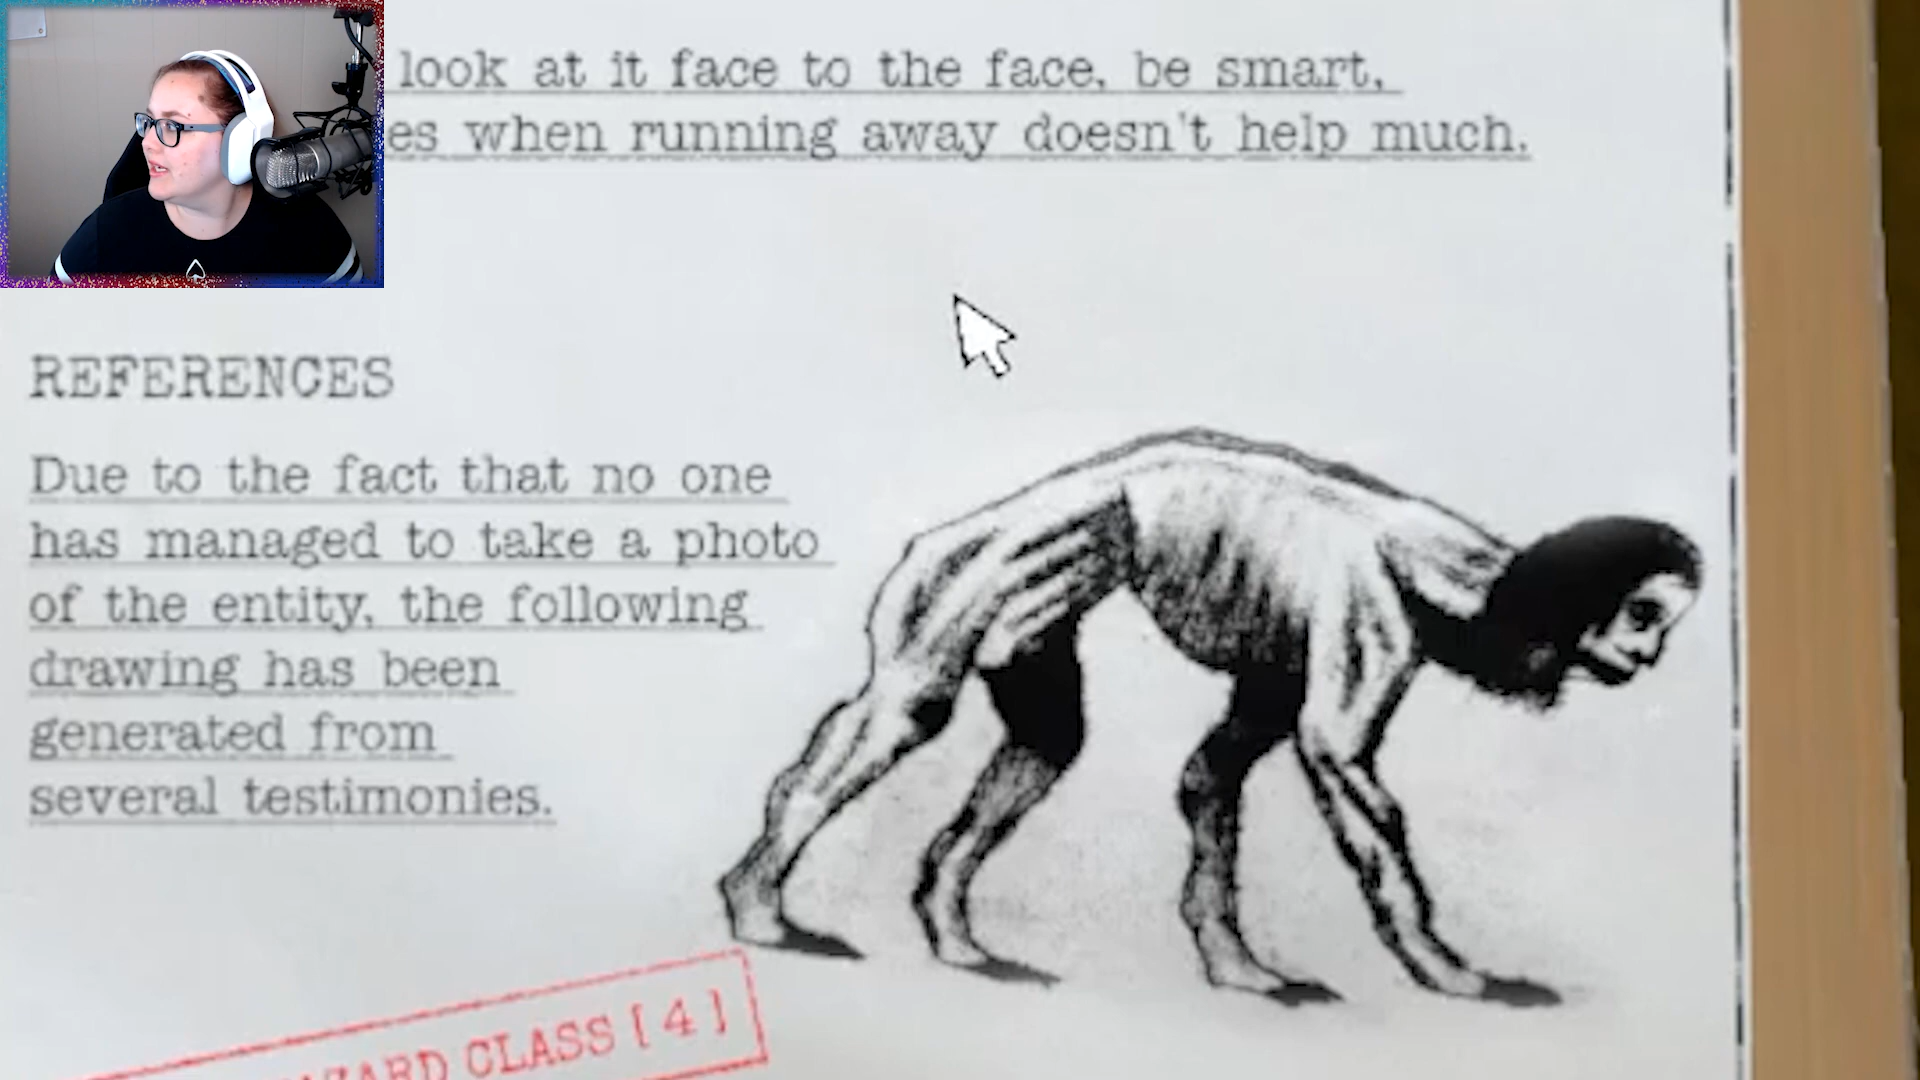 look at it face to the face, be smart,
es when running away doesn't help much.
REFERENCES
Due to the fact that no one
has managed to take a photo
of the entity, the following
drawing has been
generated from
several testimonies.
AZARD CLASS [ 4 ]